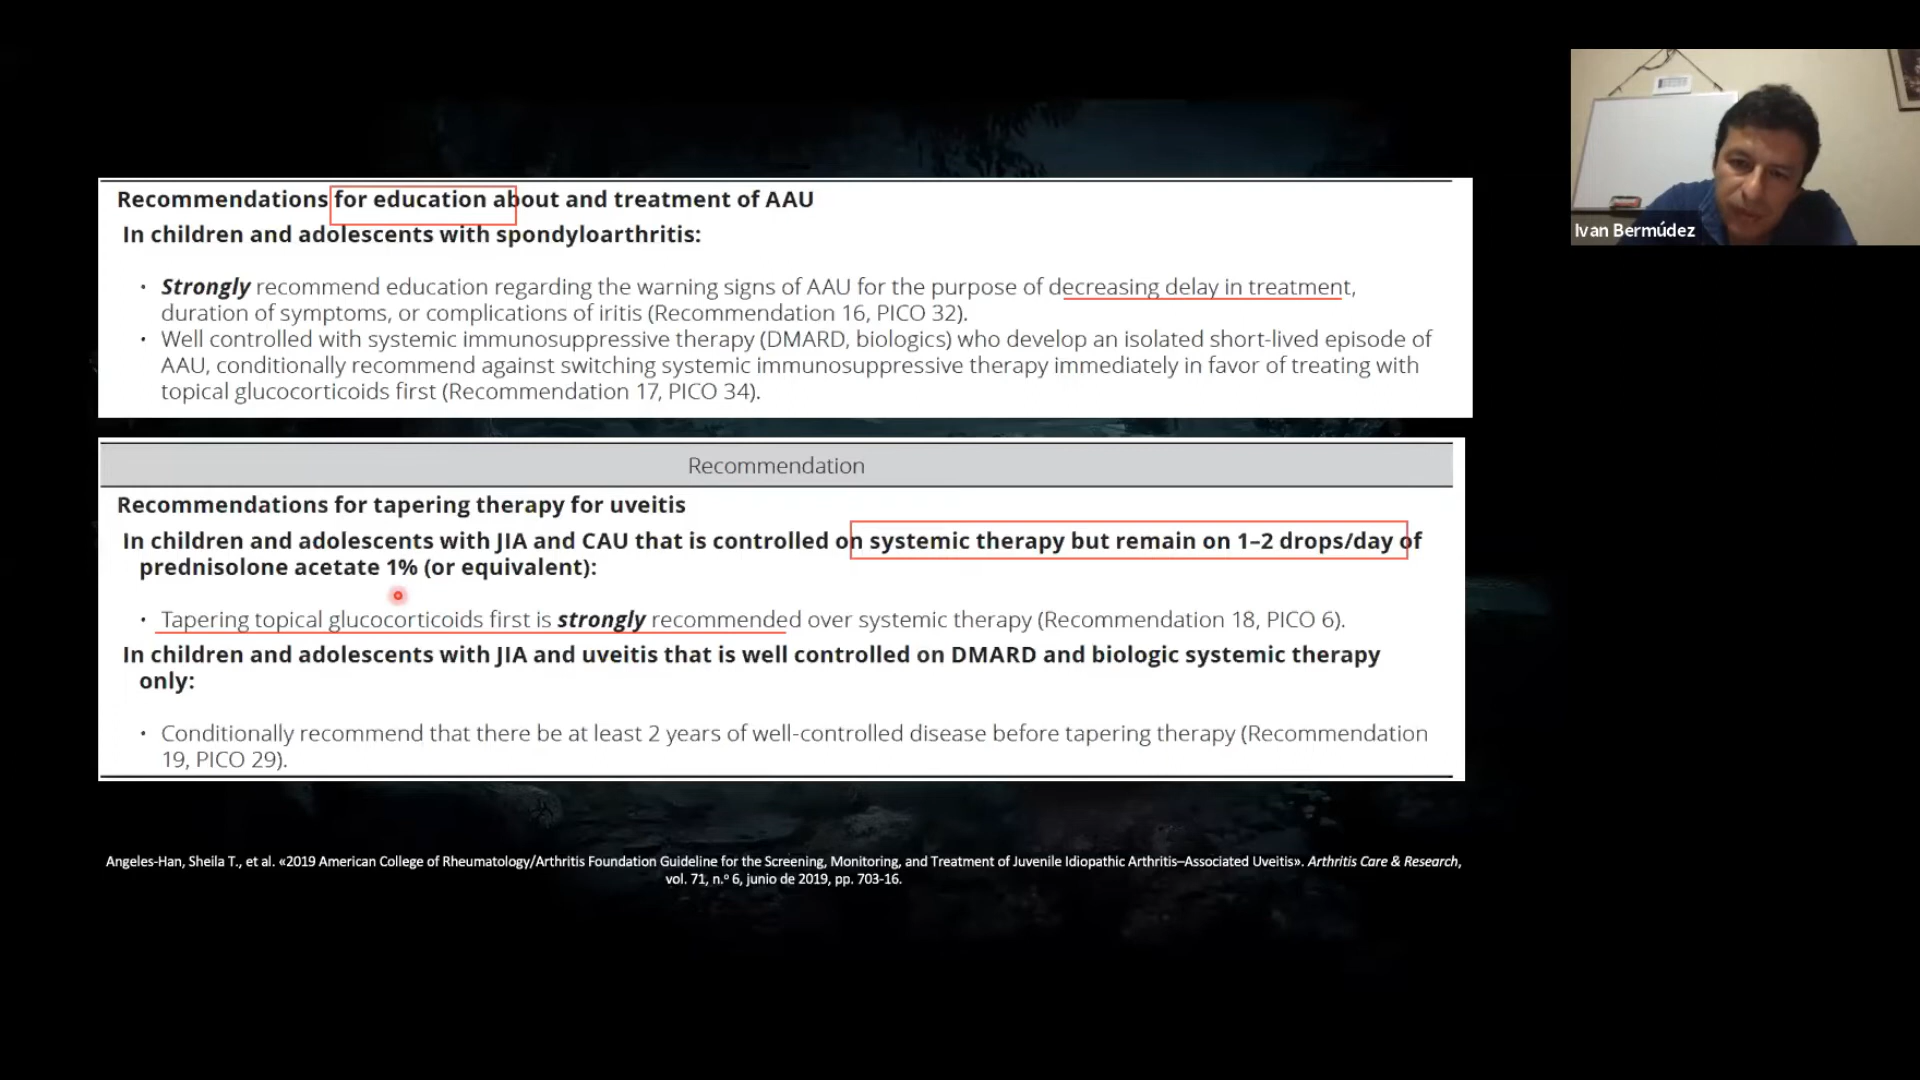 Recommendations for education about and treatment of AAU
In children and adolescents with spondyloarthritis:
• Strongly recommend education regarding the warning signs of AAU for the purpose of decreasing delay in treatment,
duration of symptoms, or complications of iritis (Recommendation 16, PICO 32).
• Well controlled with systemic immunosuppressive therapy (DMARD, biologics) who develop an isolated short-lived episode of
AAU, conditionally recommend against switching systemic immunosuppressive therapy immediately in favor of treating with
topical glucocorticoids first (Recommendation 17, PICO 34).
Recommendation
Recommendations for tapering therapy for uveitis
In children and adolescents with JIA and CAU that is controlled on systemic therapy but remain on 1–2 drops/day of
prednisolone acetate 1% (or equivalent):
• Tapering topical glucocorticoids first is strongly recommended over systemic therapy (Recommendation 18, PICO 6).
In children and adolescents with JIA and uveitis that is well controlled on DMARD and biologic systemic therapy
only:
• Conditionally recommend that there be at least 2 years of well-controlled disease before tapering therapy (Recommendation
19, PICO 29).
Angeles-Han, Sheila T., et al. «2019 American College of Rheumatology/Arthritis Foundation Guideline for the Screening, Monitoring, and Treatment of Juvenile Idiopathic Arthritis–Associated Uveitis». Arthritis Care & Research,
vol. 71, n.º 6, junio de 2019, pp. 703-16.
Ivan Bermúdez